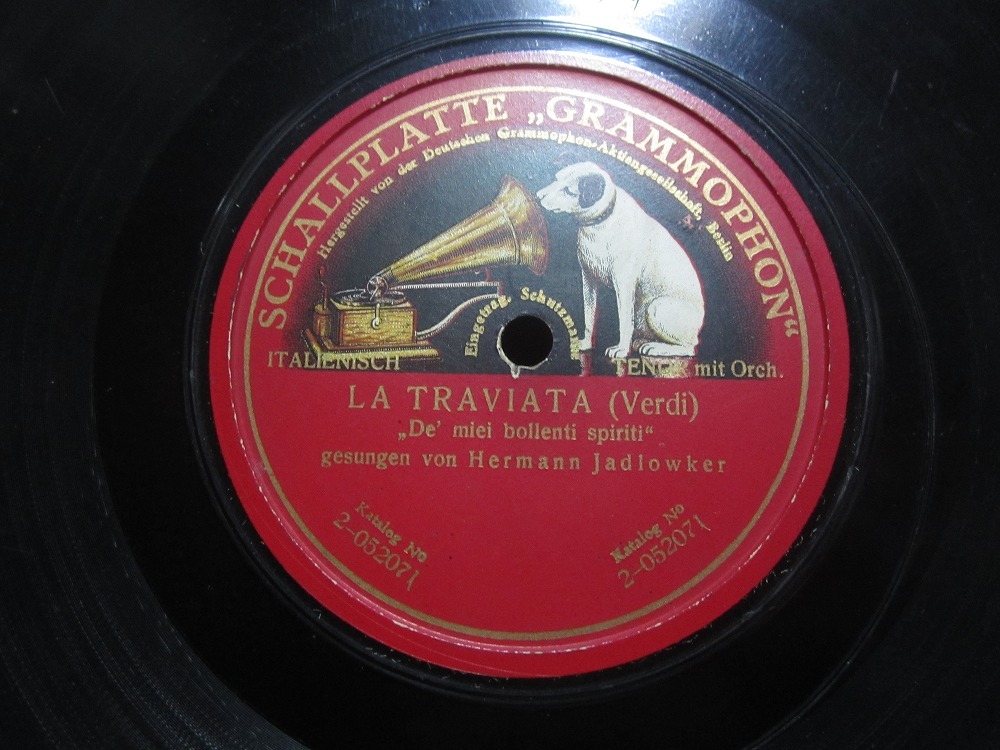 SCHALLPLATTE „GRAMMOPHON“
Hergestellt von der Deutschen Grammophon-Aktiengesellschaft, Berlin
Eingetrag. Schutzmarke
ITALIENISCH
TENOR mit Orch.
LA TRAVIATA (Verdi)
„De' miei bollenti spiriti“
gesungen von Hermann Jadlowker
Katalog No
2-052071
Katalog No
2-052071